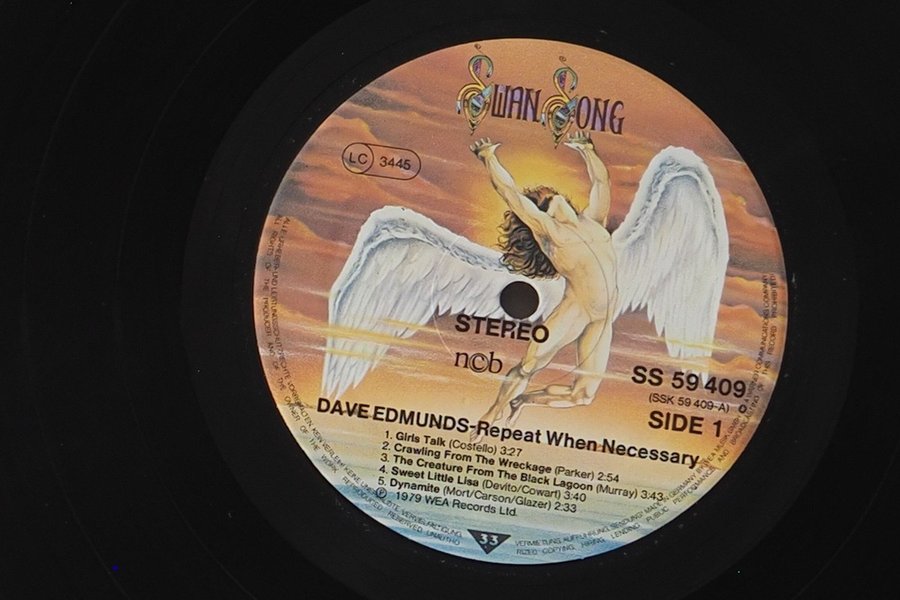 SWAN SONG
LC 3445
STEREO
n©b
SS 59 409
(SSK 59 409-A)
SIDE 1
DAVE EDMUNDS-Repeat When Necessary
1. Girls Talk (Costello) 3:27
2. Crawling From The Wreckage (Parker) 2:54
3. The Creature From The Black Lagoon (Murray) 3:43
4. Sweet Little Lisa (Devito/Cowart) 3:40
5. Dynamite (Mort/Carson/Glazer) 2:33
℗ 1979 WEA Records Ltd.
33